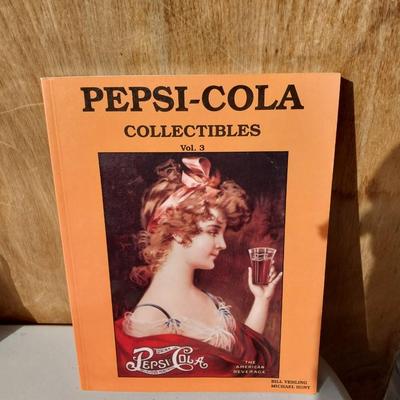 PEPSI-COLA
COLLECTIBLES
Vol. 3
Pepsi-Cola
THE
AMERICAN
BEVERAGE
BILL VEHLING
MICHAEL HUNT